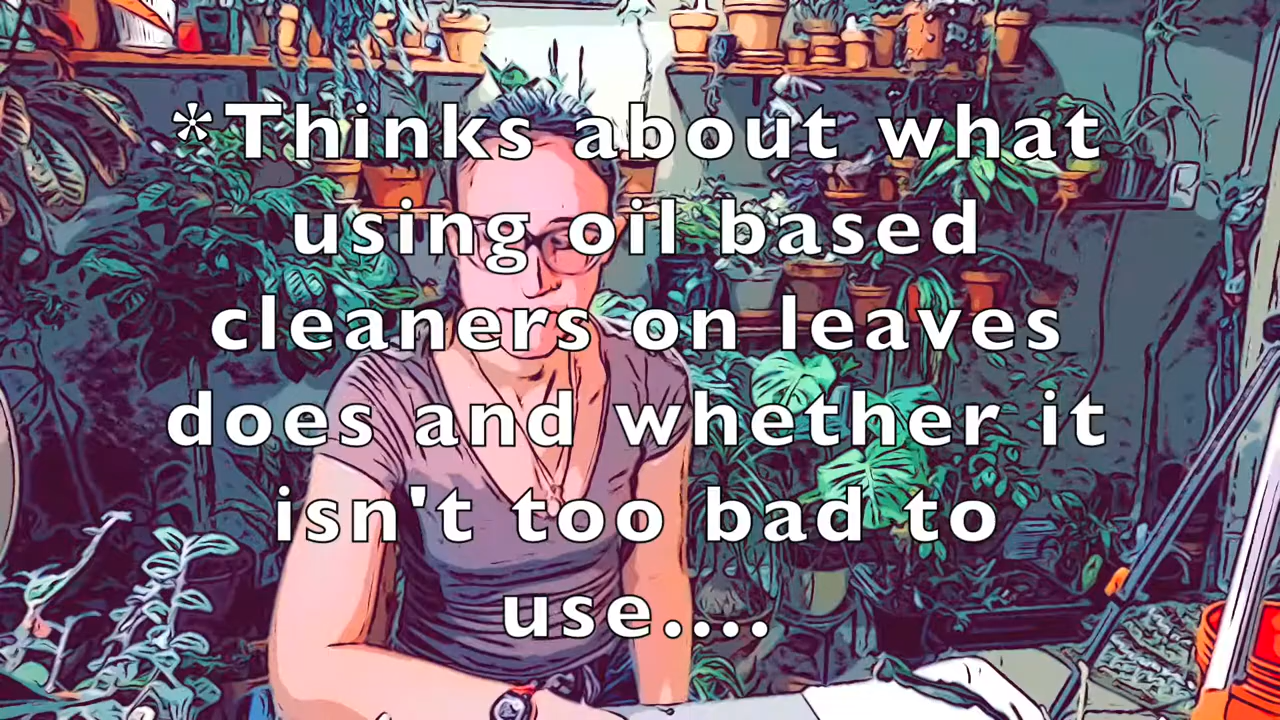 *Thinks about what
using oil based
cleaners on leaves
does and whether it
isn't too bad to
use....